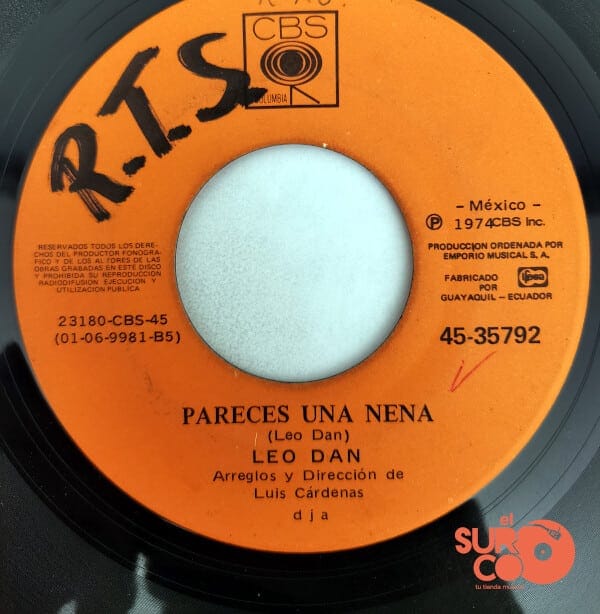 CBS
COLUMBIA
R.T.S.
- México -
Ⓟ 1974 CBS Inc.
PRODUCCION ORDENADA POR
EMPORIO MUSICAL S, A.
FABRICADO
POR
GUAYAQUIL - ECUADOR
RESERVADOS TODOS LOS DERE-
CHOS DEL PRODUCTOR FONOGRA-
FICO Y DE LOS AUTORES DE LAS
OBRAS GRABADAS EN ESTE DISCO
Y PROHIBIDA SU REPRODUCCION
RADIODIFUSION EJECUCION Y
UTILIZACION PUBLICA
23180-CBS-45
(01-06-9981-B5)
45-35792
PARECES UNA NENA
(Leo Dan)
LEO DAN
Arreglos y Dirección de
Luis Cárdenas
d j a
el
SURCO
tu tienda